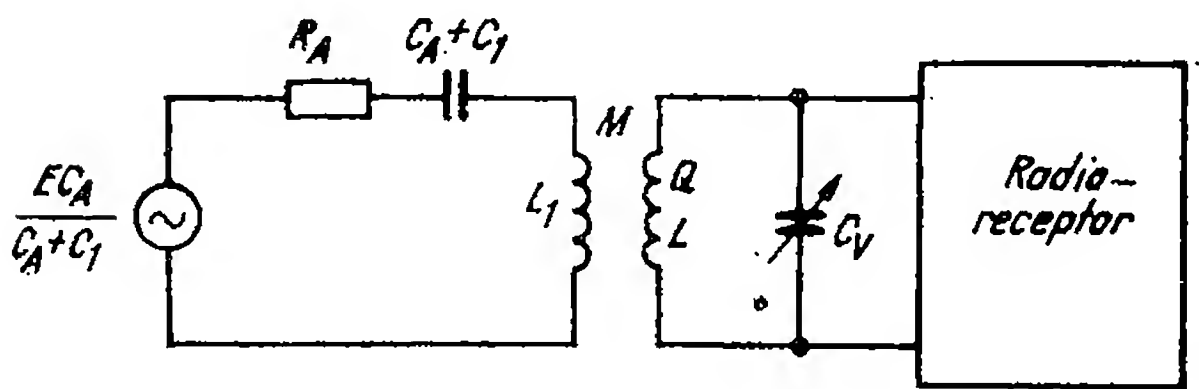 R_A
C_A+C_1
M
EC_A
C_A+C_1
L_1
Q
L
C_V
Radio-
receptor